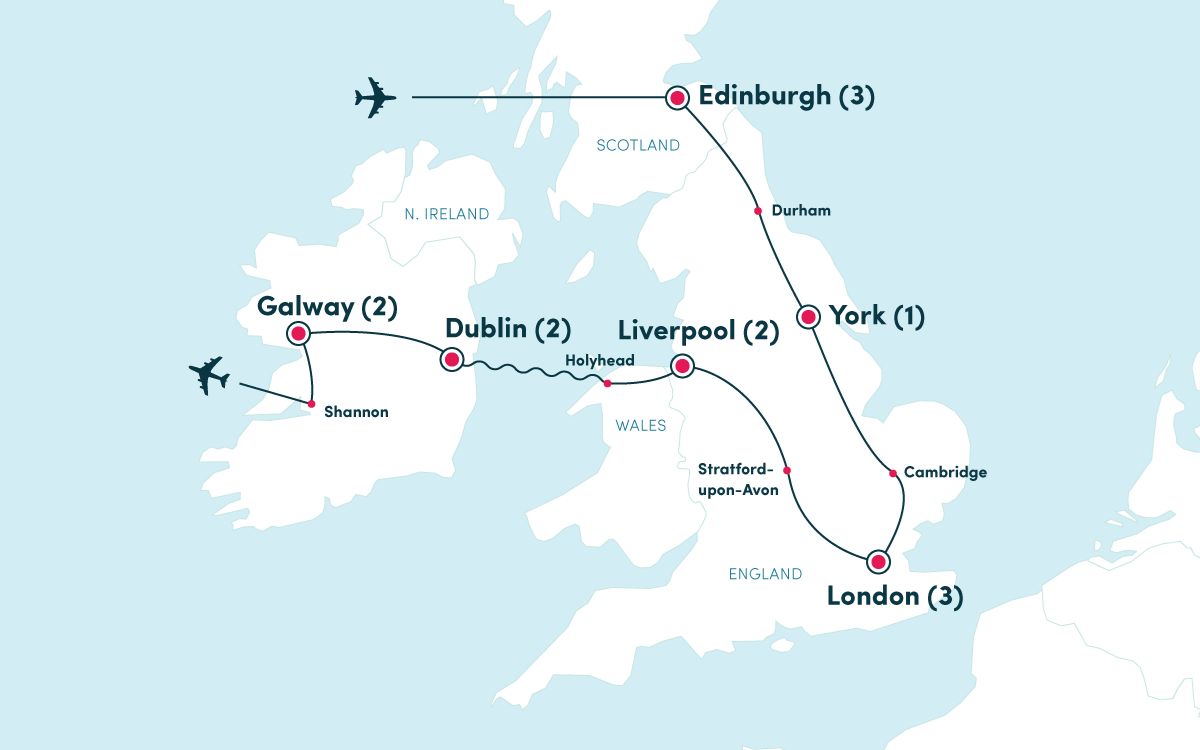 Edinburgh (3)
SCOTLAND
Durham
N. IRELAND
Galway (2)
York (1)
Dublin (2)
Liverpool (2)
Holyhead
Shannon
WALES
Stratford-
upon-Avon
Cambridge
ENGLAND
London (3)